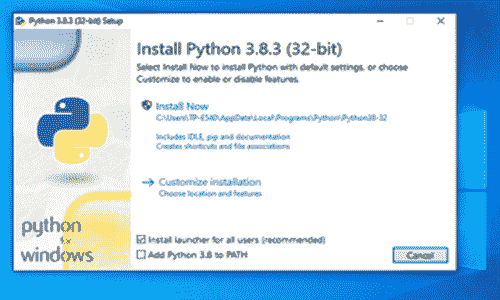 Python 3.8.3 (32-bit) Setup
Install Python 3.8.3 (32-bit)
Select Install Now to install Python with default settings, or choose
Customize to enable or disable features.
Install Now
C:\Users\TP-E540\AppData\Local\Programs\Python\Python38-32
Includes IDLE, pip and documentation
Creates shortcuts and file associations
Customize installation
Choose location and features
python
for
windows
Install launcher for all users (recommended)
Add Python 3.8 to PATH
Cancel